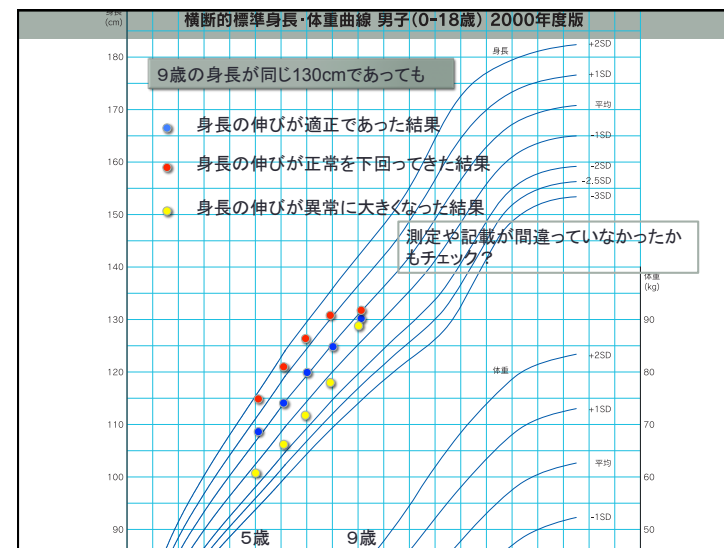 横断的標準身長・体重曲線 男子(0-18歳) 2000年度版
身長
(cm)
180
170
160
150
140
130
120
110
100
90
9歳の身長が同じ130cmであっても
身長の伸びが適正であった結果
身長の伸びが正常を下回ってきた結果
身長の伸びが異常に大きくなった結果
測定や記載が間違っていなかったか
もチェック?
身長
+2SD
+1SD
平均
-1SD
-2SD
-2.5SD
-3SD
体重
(kg)
90
80
70
60
50
体重
+2SD
+1SD
平均
-1SD
5歳
9歳